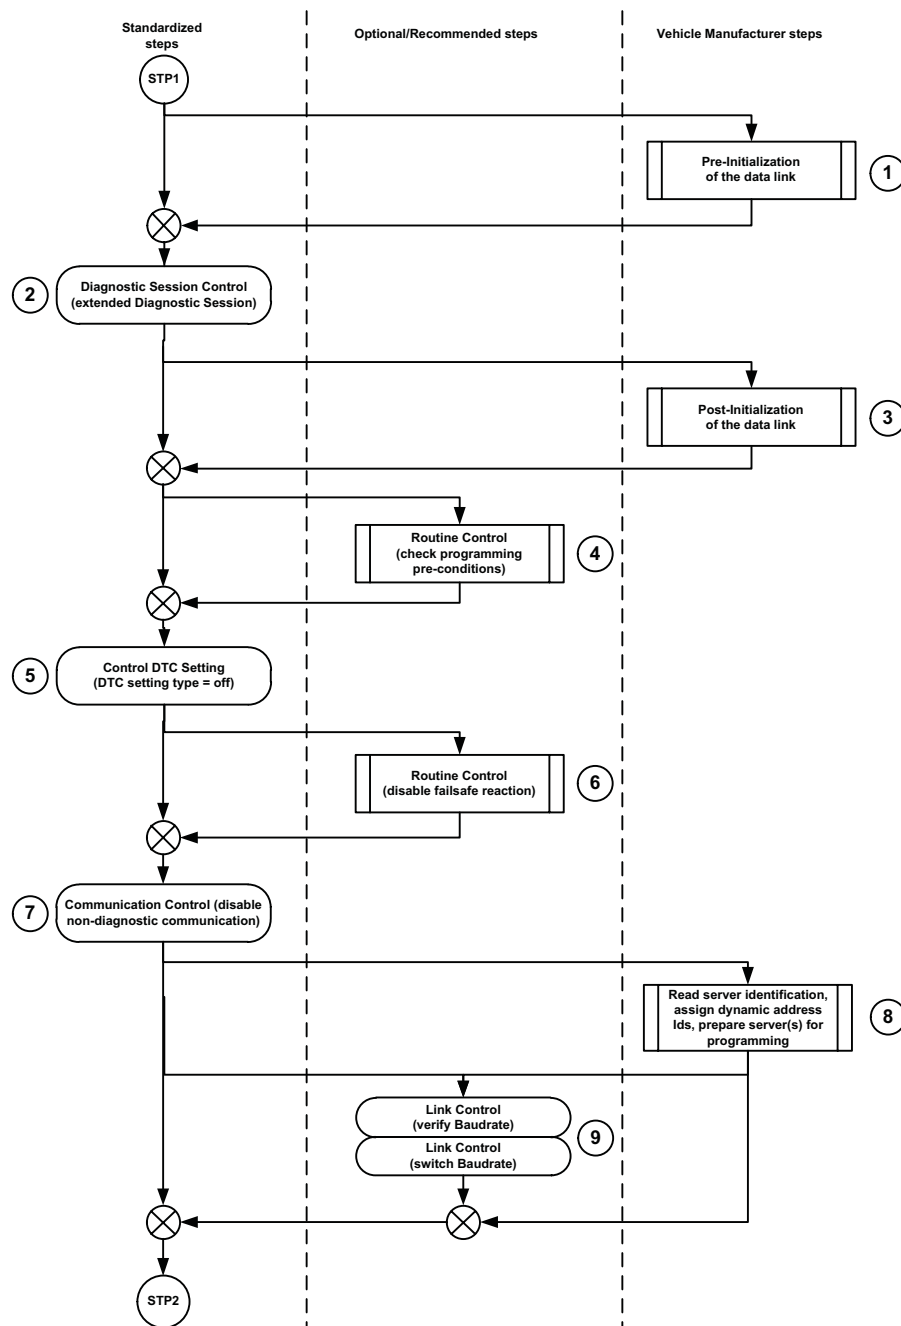 Standardized
steps
Optional/Recommended steps
Vehicle Manufacturer steps
STP1
Pre-Initialization
of the data link
1
2
Diagnostic Session Control
(extended Diagnostic Session)
Post-Initialization
of the data link
3
Routine Control
(check programming
pre-conditions)
4
5
Control DTC Setting
(DTC setting type = off)
Routine Control
(disable failsafe reaction)
6
7
Communication Control (disable
non-diagnostic communication)
Read server identification,
assign dynamic address
Ids, prepare server(s) for
programming
8
Link Control
(verify Baudrate)
Link Control
(switch Baudrate)
9
STP2